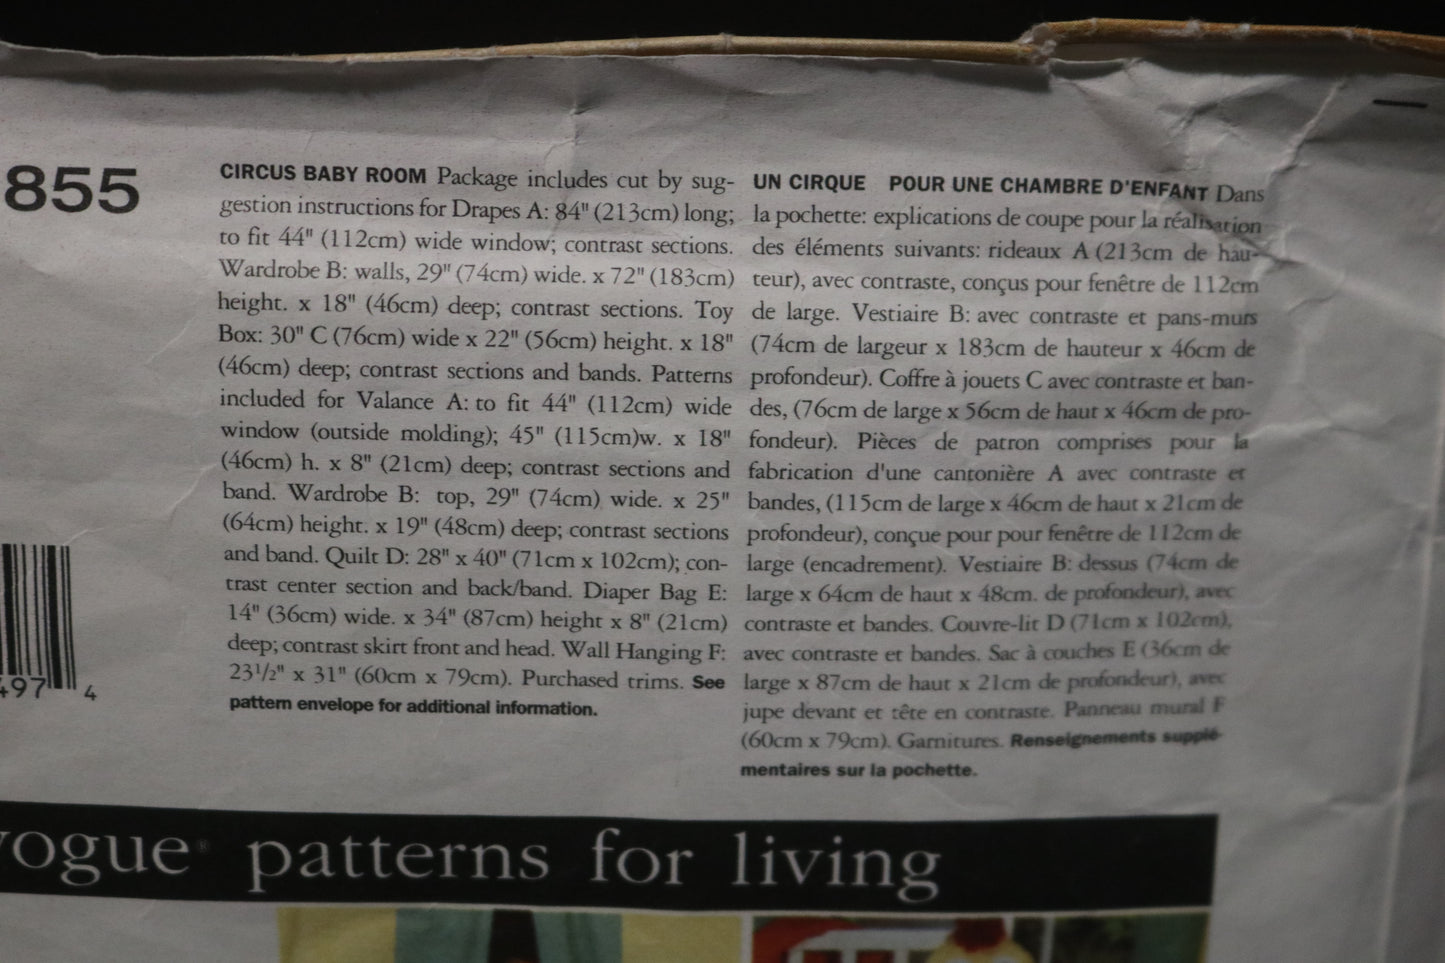 855
CIRCUS BABY ROOM Package includes cut by sug-
gestion instructions for Drapes A: 84" (213cm) long;
to fit 44" (112cm) wide window; contrast sections.
Wardrobe B: walls, 29" (74cm) wide. x 72" (183cm)
height. x 18" (46cm) deep; contrast sections. Toy
Box: 30" C (76cm) wide x 22" (56cm) height. x 18"
(46cm) deep; contrast sections and bands. Patterns
included for Valance A: to fit 44" (112cm) wide
window (outside molding); 45" (115cm)w. x 18"
(46cm) h. x 8" (21cm) deep; contrast sections and
band. Wardrobe B: top, 29" (74cm) wide. x 25"
(64cm) height. x 19" (48cm) deep; contrast sections
and band. Quilt D: 28" x 40" (71cm x 102cm); con-
trast center section and back/band. Diaper Bag E:
14" (36cm) wide. x 34" (87cm) height x 8" (21cm)
deep; contrast skirt front and head. Wall Hanging F:
23½" x 31" (60cm x 79cm). Purchased trims. See
pattern envelope for additional information.
UN CIRQUE POUR UNE CHAMBRE D'ENFANT Dans
la pochette: explications de coupe pour la réalisation
des éléments suivants: rideaux A (213cm de hau-
teur), avec contraste, conçus pour fenêtre de 112cm
de large. Vestiaire B: avec contraste et pans-murs
(74cm de largeur x 183cm de hauteur x 46cm de
profondeur). Coffre à jouets C avec contraste et ban-
des, (76cm de large x 56cm de haut x 46cm de pro-
fondeur). Pièces de patron comprises pour la
fabrication d'une cantonière A avec contraste et
bandes, (115cm de large x 46cm de haut x 21cm de
profondeur), conçue pour pour fenêtre de 112cm de
large (encadrement). Vestiaire B: dessus (74cm de
large x 64cm de haut x 48cm. de profondeur), avec
contraste et bandes. Couvre-lit D (71cm x 102cm),
avec contraste et bandes. Sac à couches E (36cm de
large x 87cm de haut x 21cm de profondeur), avec
jupe devant et tête en contraste. Panneau mural F
(60cm x 79cm). Garnitures. Renseignements supplé-
mentaires sur la pochette.
497 4
vogue® patterns for living